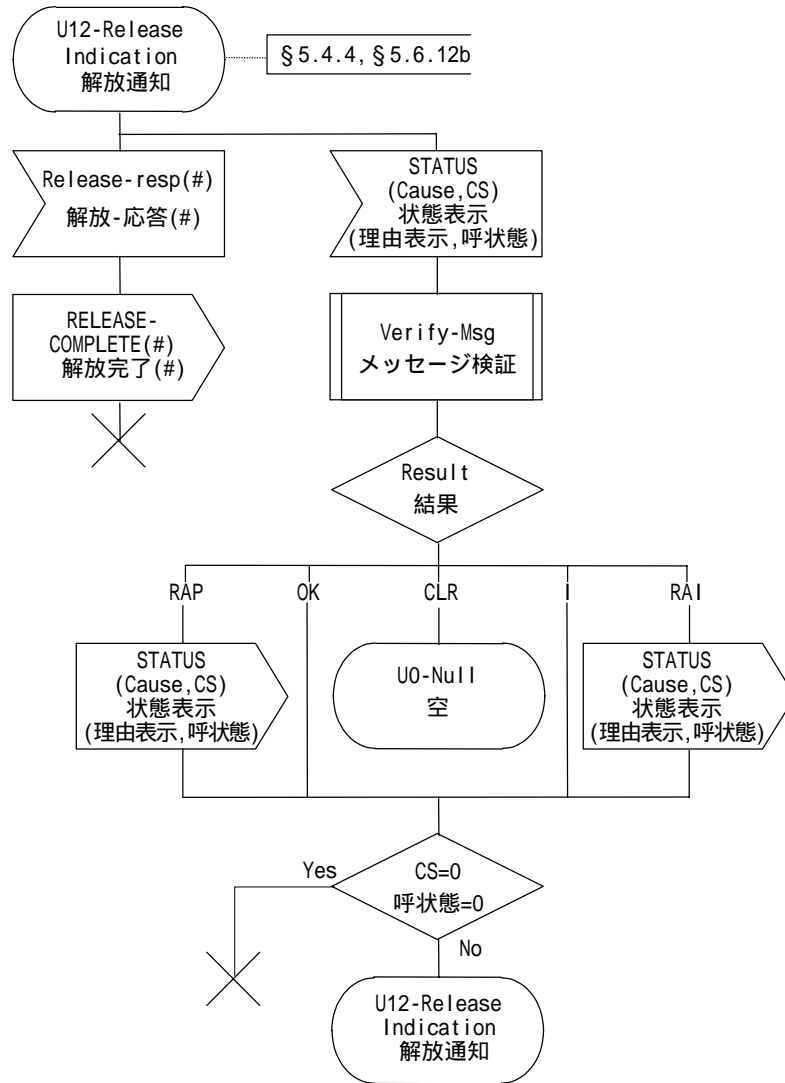 U12-Release
Indication
解放通知
§5.4.4, §5.6.12b
Release-resp(#)
解放-応答(#)
STATUS
(Cause,CS)
状態表示
(理由表示,呼状態)
RELEASE-
COMPLETE(#)
解放完了(#)
Verify-Msg
メッセージ検証
Result
結果
RAP
OK
CLR
I
RAI
STATUS
(Cause,CS)
状態表示
(理由表示,呼状態)
U0-Null
空
STATUS
(Cause,CS)
状態表示
(理由表示,呼状態)
Yes
CS=0
呼状態=0
No
U12-Release
Indication
解放通知